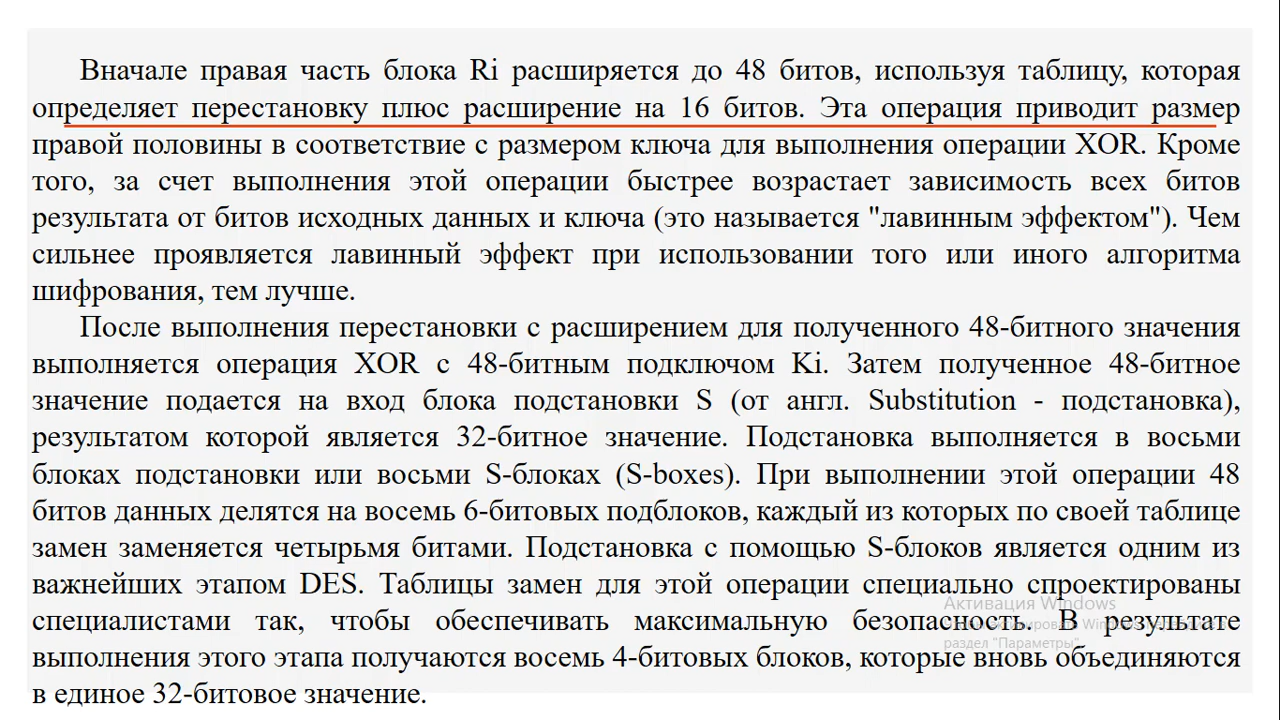 Вначале правая часть блока Ri расширяется до 48 битов, используя таблицу, которая
определяет перестановку плюс расширение на 16 битов. Эта операция приводит размер
правой половины в соответствие с размером ключа для выполнения операции XOR. Кроме
того, за счет выполнения этой операции быстрее возрастает зависимость всех битов
результата от битов исходных данных и ключа (это называется "лавинным эффектом"). Чем
сильнее проявляется лавинный эффект при использовании того или иного алгоритма
шифрования, тем лучше.
После выполнения перестановки с расширением для полученного 48-битного значения
выполняется операция XOR с 48-битным подключом Ki. Затем полученное 48-битное
значение подается на вход блока подстановки S (от англ. Substitution - подстановка),
результатом которой является 32-битное значение. Подстановка выполняется в восьми
блоках подстановки или восьми S-блоках (S-boxes). При выполнении этой операции 48
битов данных делятся на восемь 6-битовых подблоков, каждый из которых по своей таблице
замен заменяется четырьмя битами. Подстановка с помощью S-блоков является одним из
важнейших этапом DES. Таблицы замен для этой операции специально спроектированы
специалистами так, чтобы обеспечивать максимальную безопасность. В результате
выполнения этого этапа получаются восемь 4-битовых блоков, которые вновь объединяются
в единое 32-битовое значение.
Активация Windows
Чтобы активировать Windows,
раздел "Параметры".